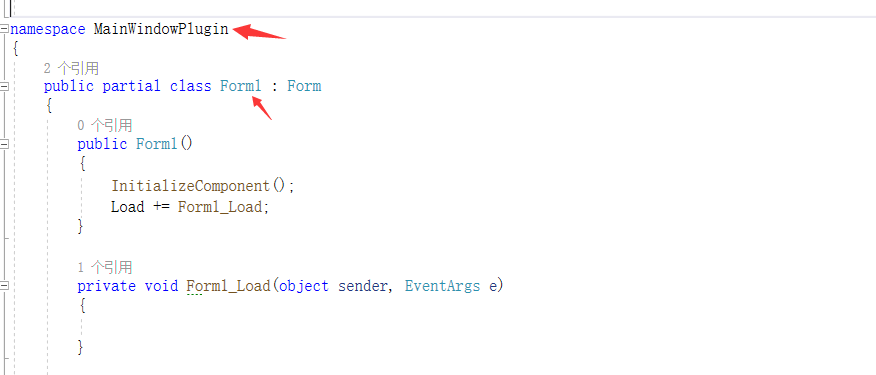 namespace MainWindowPlugin
{
2 个引用
public partial class Form1 : Form
{
0 个引用
public Form1()
{
InitializeComponent();
Load += Form1_Load;
}
1 个引用
private void Form1_Load(object sender, EventArgs e)
{
}